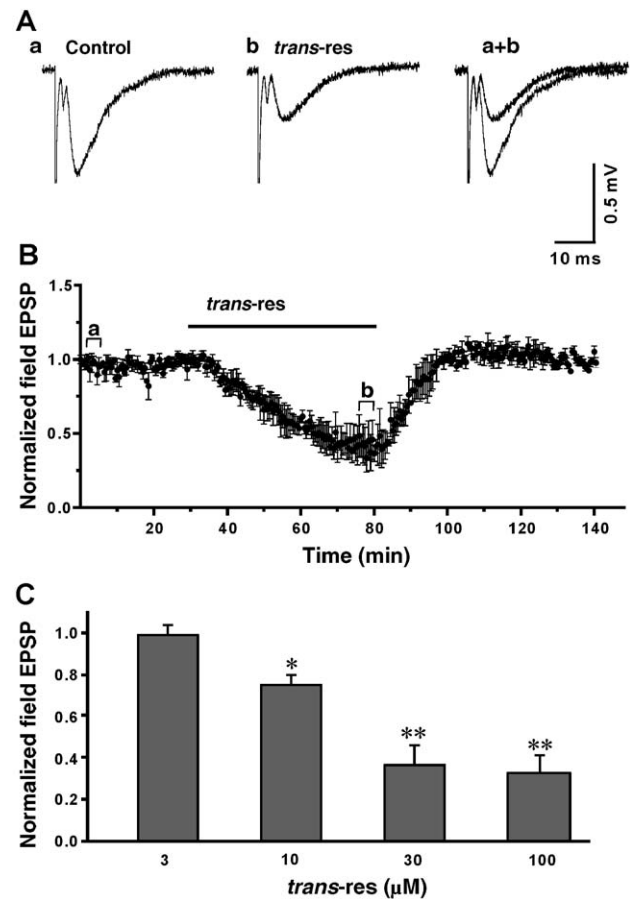 A
a Control b trans-res a+b
0.5 mV
10 ms
B
Normalized field EPSP
1.5
1.0
0.5
0.0
trans-res
a
b
20 40 60 80 100 120 140
Time (min)
C
Normalized field EPSP
1.0
0.8
0.6
0.4
0.2
0.0
*
**
**
3 10 30 100
trans-res (μM)